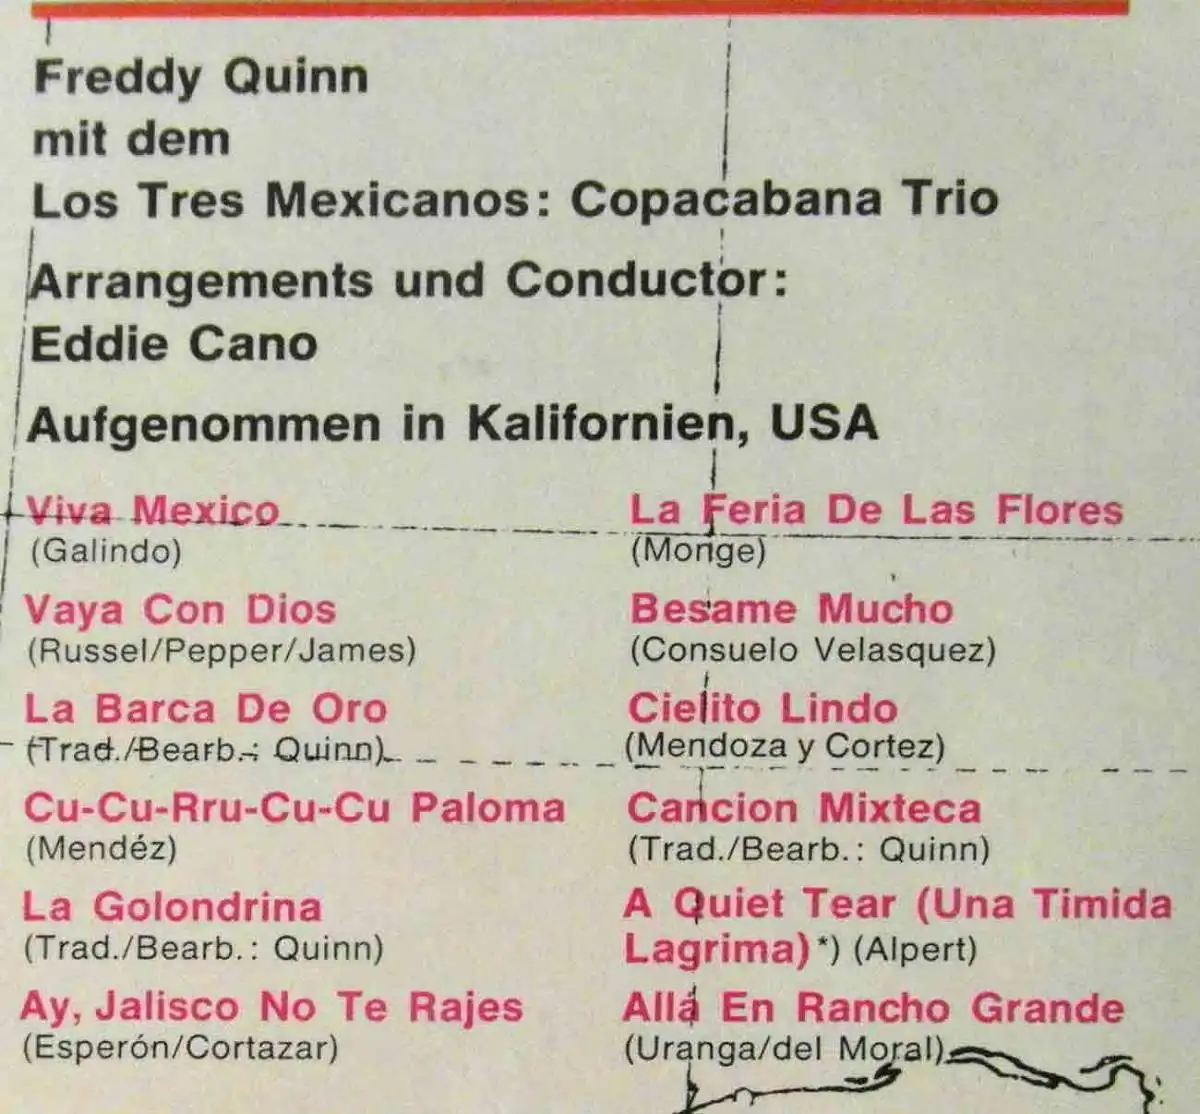 Freddy Quinn
mit dem
Los Tres Mexicanos: Copacabana Trio
Arrangements und Conductor:
Eddie Cano
Aufgenommen in Kalifornien, USA
Viva Mexico
(Galindo)
Vaya Con Dios
(Russel/Pepper/James)
La Barca De Oro
(Trad./Bearb.: Quinn)
Cu-Cu-Rru-Cu-Cu Paloma
(Mendéz)
La Golondrina
(Trad./Bearb.: Quinn)
Ay, Jalisco No Te Rajes
(Esperón/Cortazar)
La Feria De Las Flores
(Monge)
Besame Mucho
(Consuelo Velasquez)
Cielito Lindo
(Mendoza y Cortez)
Cancion Mixteca
(Trad./Bearb.: Quinn)
A Quiet Tear (Una Timida
Lagrima)*) (Alpert)
Allá En Rancho Grande
(Uranga/del Moral)